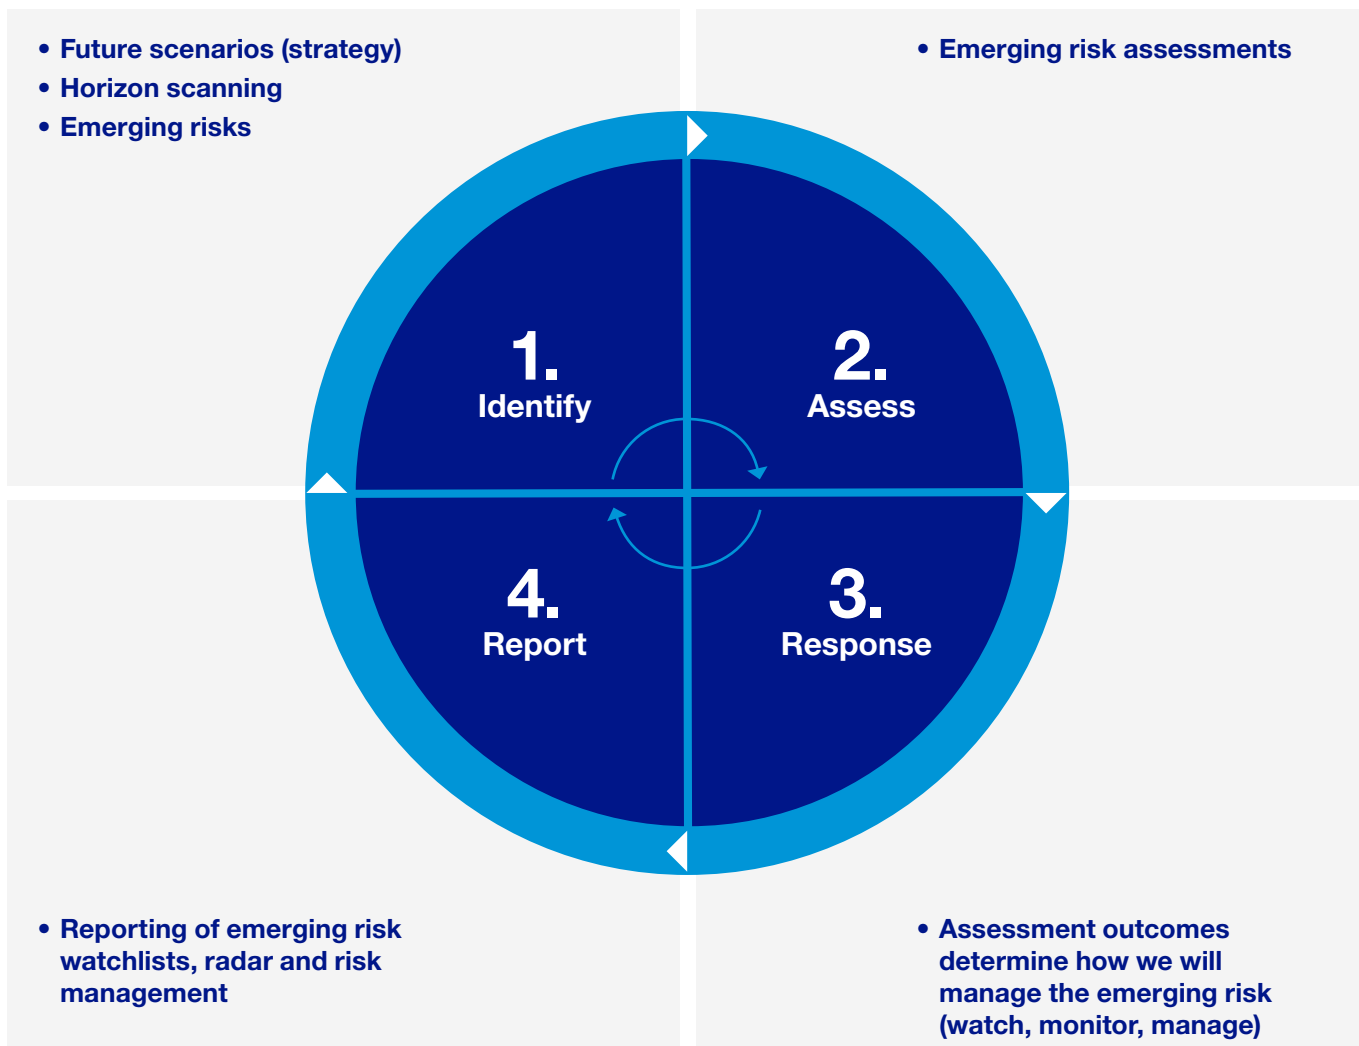 • Future scenarios (strategy)
• Horizon scanning
• Emerging risks
• Emerging risk assessments
1.
Identify
2.
Assess
4.
Report
3.
Response
• Reporting of emerging risk
watchlists, radar and risk
management
• Assessment outcomes
determine how we will
manage the emerging risk
(watch, monitor, manage)